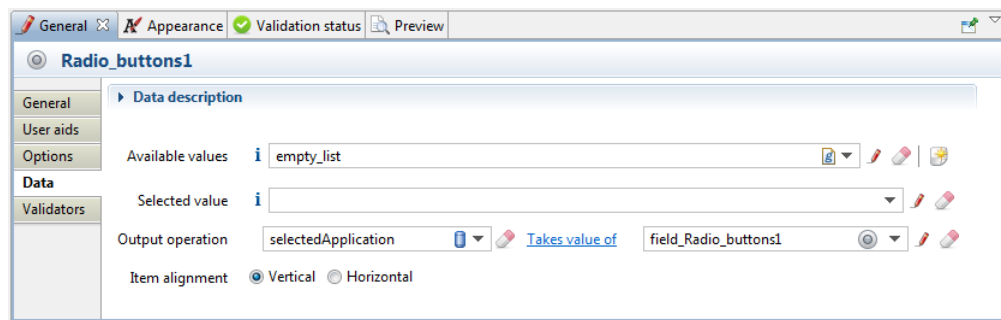 General Appearance Validation status Preview
Radio_buttons1
General
Data description
User aids
Options
Available values i empty_list
Data
Selected value i
Validators
Output operation selectedApplication Takes value of field_Radio_buttons1
Item alignment Vertical Horizontal